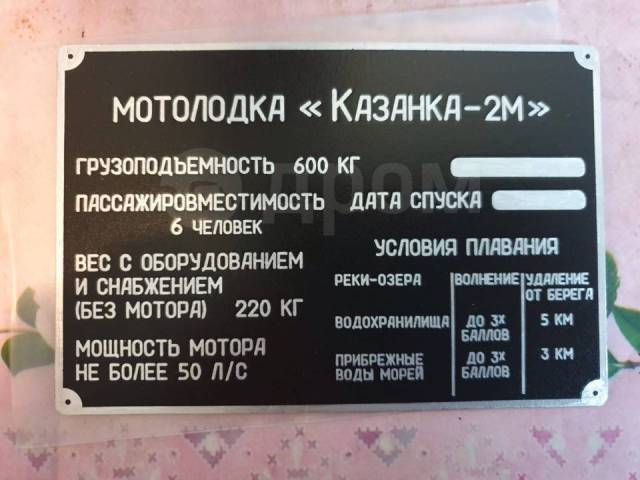 МОТОЛОДКА «КАЗАНКА-2М»
ГРУЗОПОДЪЕМНОСТЬ 600 КГ
ПАССАЖИРОВМЕСТИМОСТЬ
6 ЧЕЛОВЕК
ДАТА СПУСКА
ВЕС С ОБОРУДОВАНИЕМ
И СНАБЖЕНИЕМ
(БЕЗ МОТОРА) 220 КГ
МОЩНОСТЬ МОТОРА
НЕ БОЛЕЕ 50 Л/С
УСЛОВИЯ ПЛАВАНИЯ
РЕКИ-ОЗЕРА ВОЛНЕНИЕ УДАЛЕНИЕ
ОТ БЕРЕГА
ВОДОХРАНИЛИЩА ДО 3Х 5 КМ
БАЛЛОВ
ПРИБРЕЖНЫЕ ДО 3Х 3 КМ
ВОДЫ МОРЕЙ БАЛЛОВ
дром